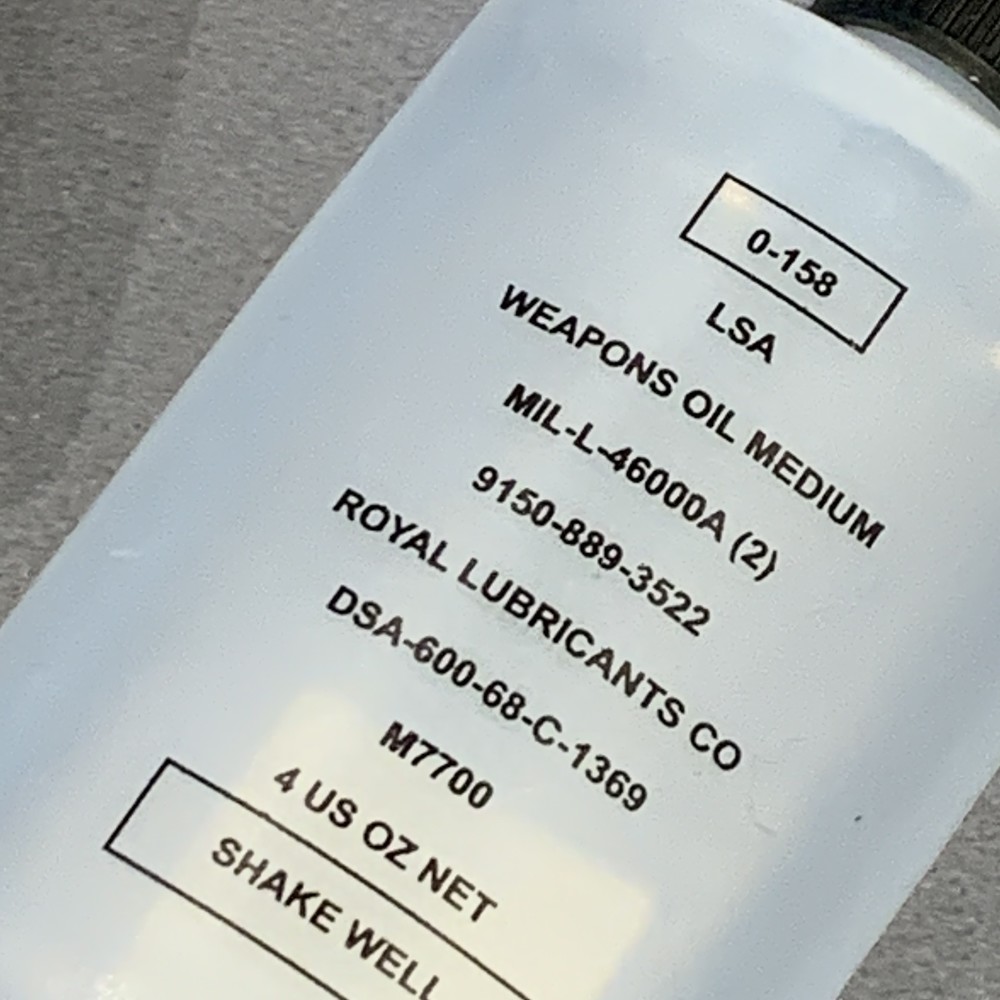 0-158
LSA
WEAPONS OIL MEDIUM
MIL-L-46000A (2)
9150-889-3522
ROYAL LUBRICANTS CO
DSA-600-68-C-1369
M7700
4 US OZ NET
SHAKE WELL